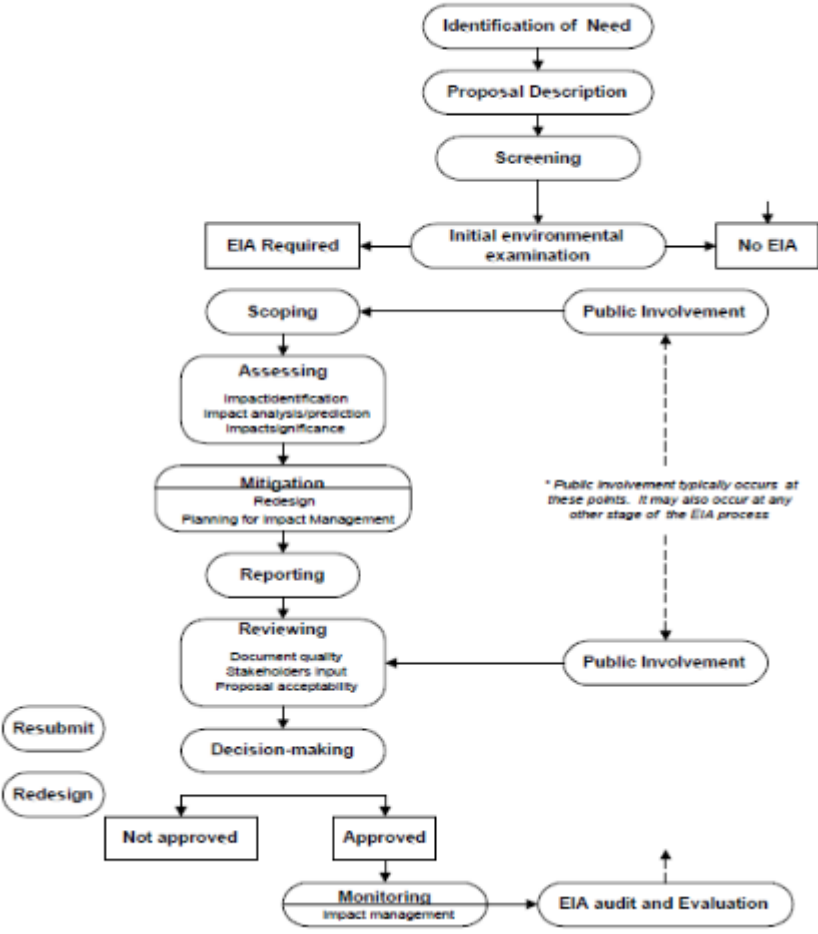 Identification of Need
Proposal Description
Screening
Initial environmental
examination
EIA Required
No EIA
Scoping
Public Involvement
Assessing
Impactidentification
Impact analysis/prediction
Impactsignificance
Mitigation
Redesign
Planning for Impact Management
* Public involvement typically occurs at
these points. It may also occur at any
other stage of the EIA process
Reporting
Reviewing
Document quality
Stakeholders input
Proposal acceptability
Public Involvement
Resubmit
Decision-making
Redesign
Not approved
Approved
Monitoring
Impact management
EIA audit and Evaluation